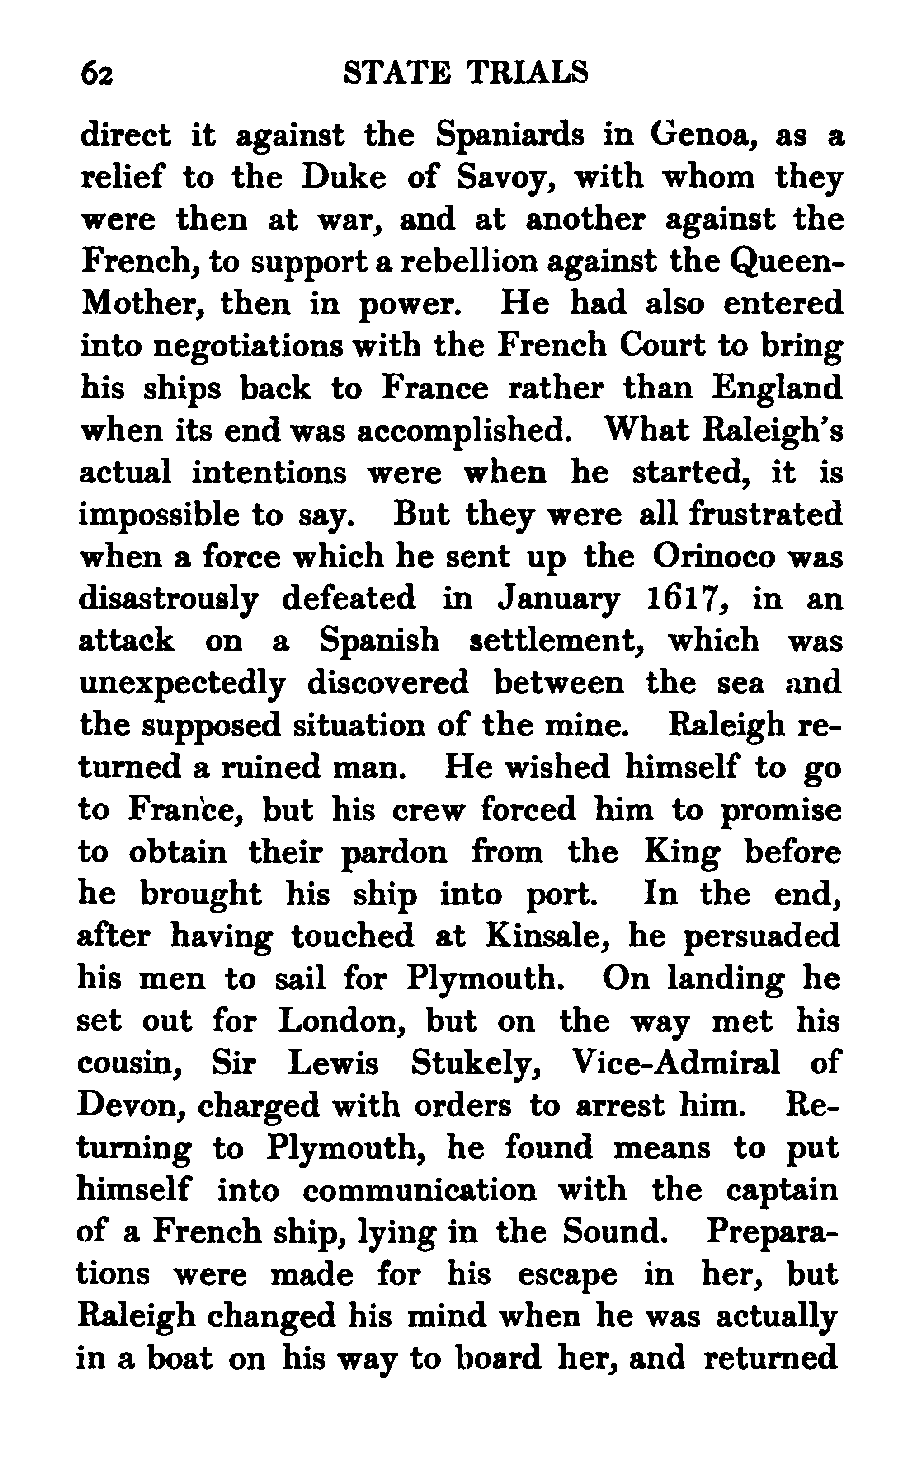 62 STATE TRIALS
direct it against the Spaniards in Genoa, as a
relief to the Duke of Savoy, with whom they
were then at war, and at another against the
French, to support a rebellion against the Queen-
Mother, then in power. He had also entered
into negotiations with the French Court to bring
his ships back to France rather than England
when its end was accomplished. What Raleigh's
actual intentions were when he started, it is
impossible to say. But they were all frustrated
when a force which he sent up the Orinoco was
disastrously defeated in January 1617, in an
attack on a Spanish settlement, which was
unexpectedly discovered between the sea and
the supposed situation of the mine. Raleigh re-
turned a ruined man. He wished himself to go
to France, but his crew forced him to promise
to obtain their pardon from the King before
he brought his ship into port. In the end,
after having touched at Kinsale, he persuaded
his men to sail for Plymouth. On landing he
set out for London, but on the way met his
cousin, Sir Lewis Stukely, Vice-Admiral of
Devon, charged with orders to arrest him. Re-
turning to Plymouth, he found means to put
himself into communication with the captain
of a French ship, lying in the Sound. Prepara-
tions were made for his escape in her, but
Raleigh changed his mind when he was actually
in a boat on his way to board her, and returned